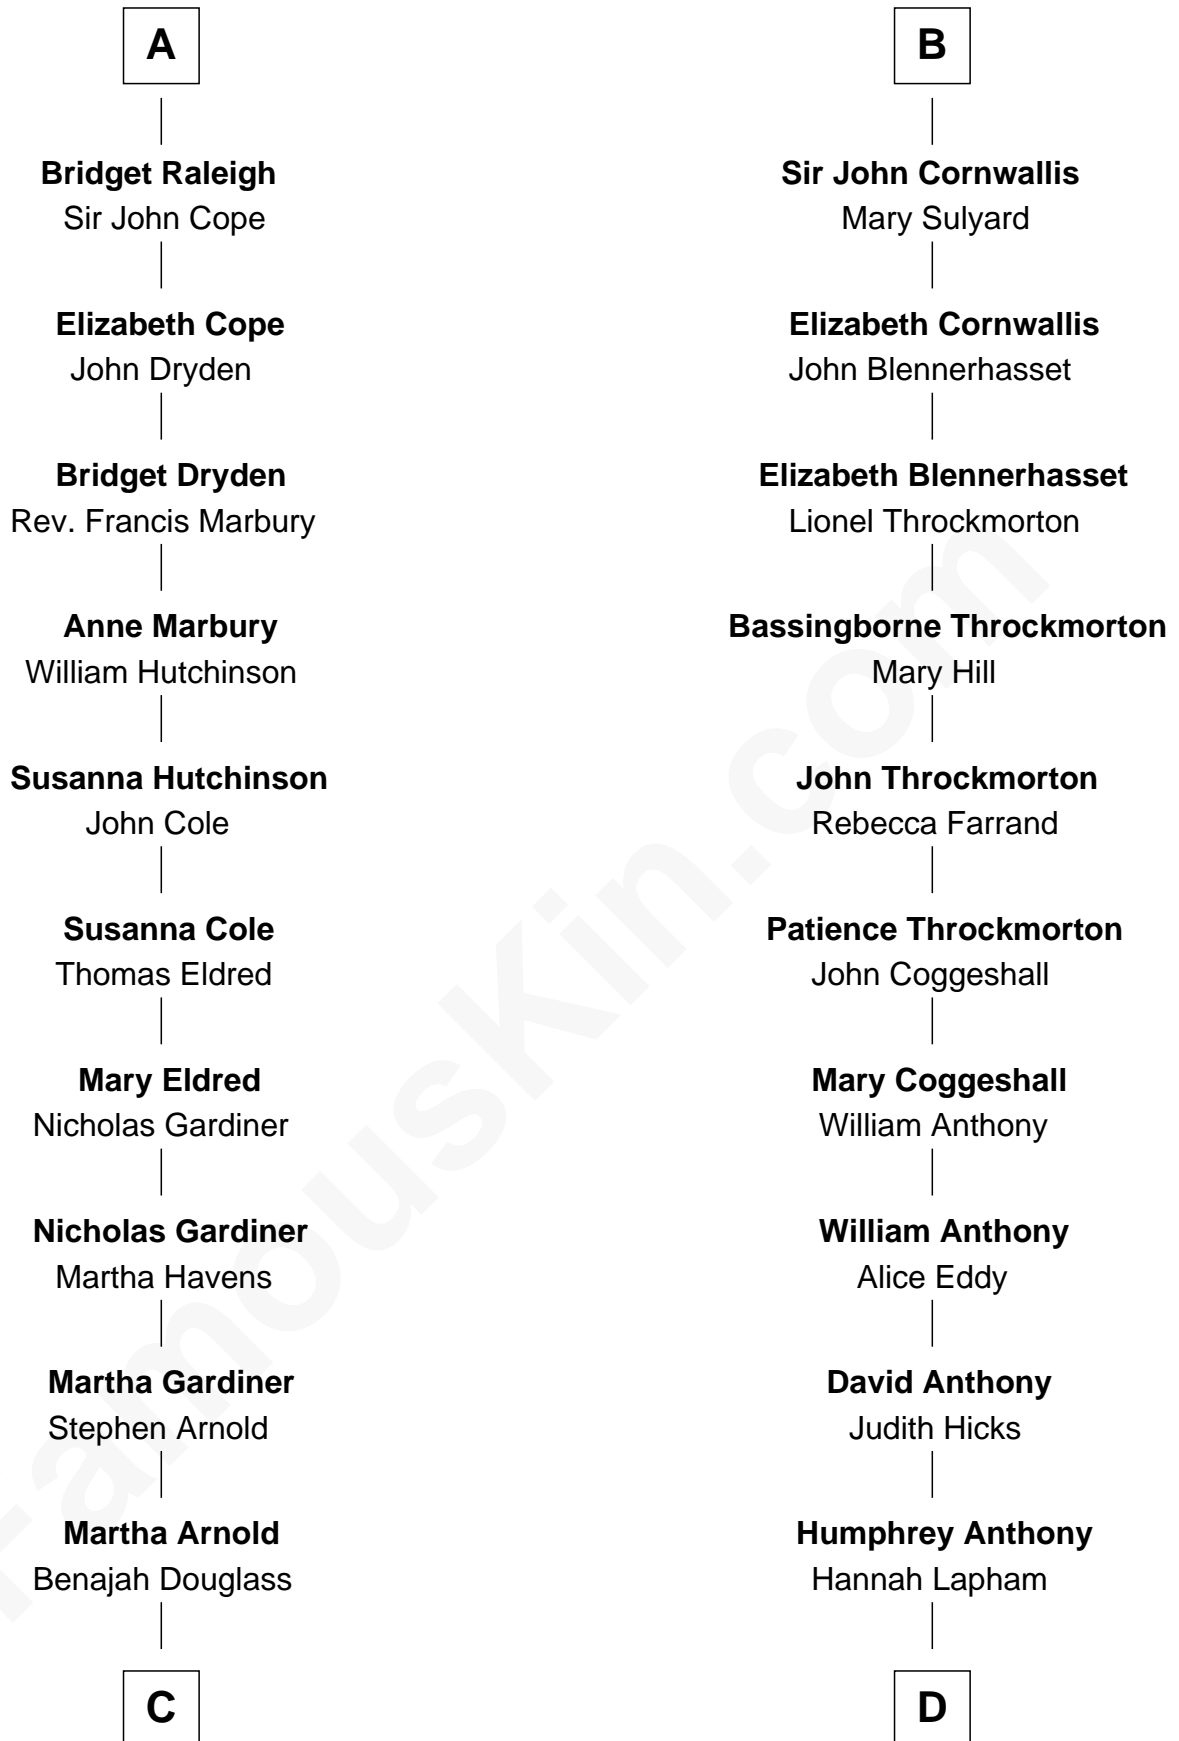 A
Bridget Raleigh
Sir John Cope
Elizabeth Cope
John Dryden
Bridget Dryden
Rev. Francis Marbury
Anne Marbury
William Hutchinson
Susanna Hutchinson
John Cole
Susanna Cole
Thomas Eldred
Mary Eldred
Nicholas Gardiner
Nicholas Gardiner
Martha Havens
Martha Gardiner
Stephen Arnold
Martha Arnold
Benajah Douglass
C
B
Sir John Cornwallis
Mary Sulyard
Elizabeth Cornwallis
John Blennerhasset
Elizabeth Blennerhasset
Lionel Throckmorton
Bassingborne Throckmorton
Mary Hill
John Throckmorton
Rebecca Farrand
Patience Throckmorton
John Coggeshall
Mary Coggeshall
William Anthony
William Anthony
Alice Eddy
David Anthony
Judith Hicks
Humphrey Anthony
Hannah Lapham
D
FamousKin.com